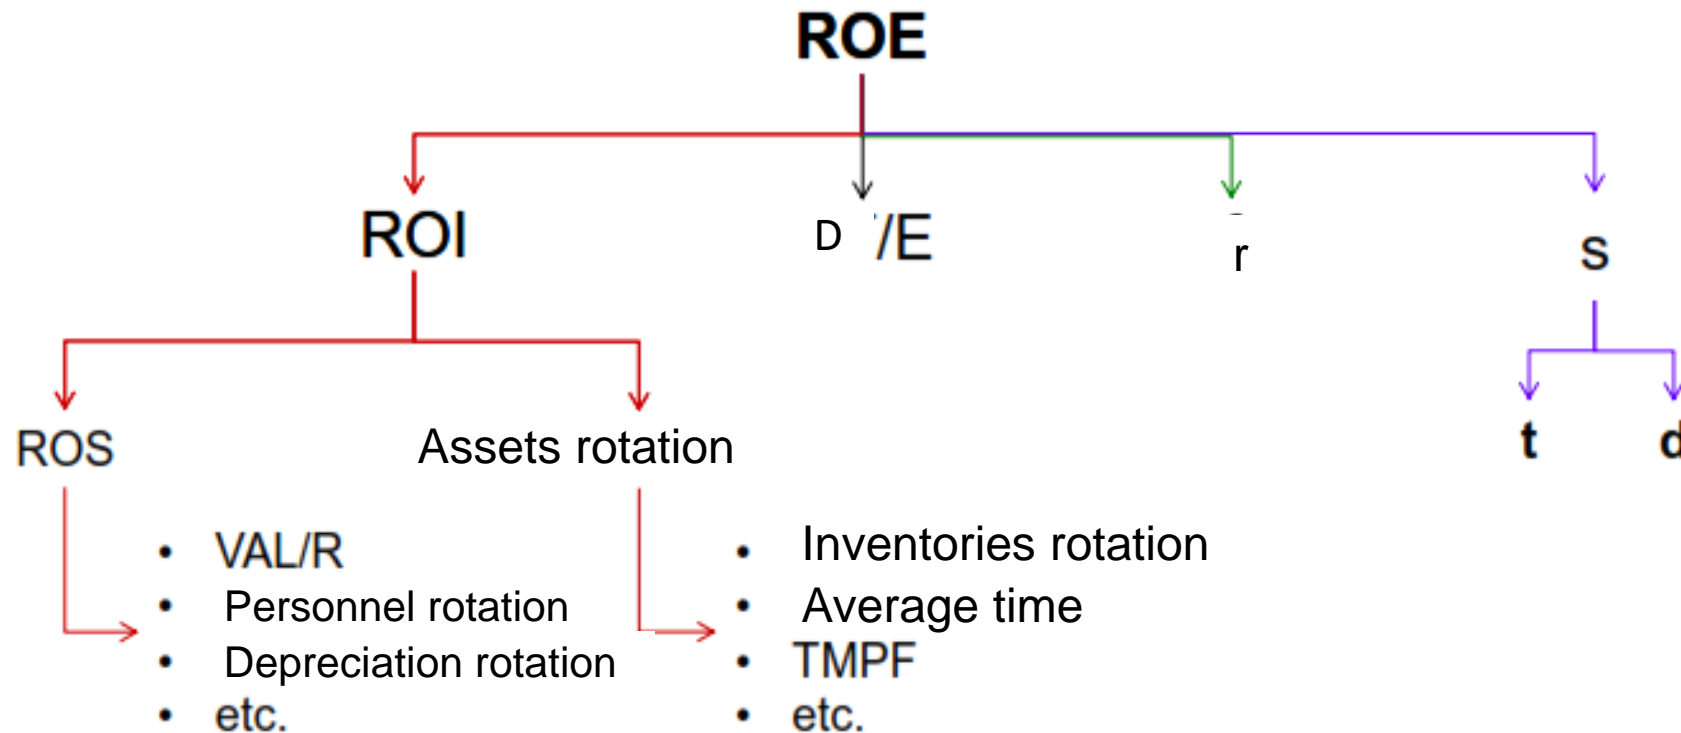 ROE
ROI
D /E
r
s
ROS
Assets rotation
t
d
• VAL/R
• Personnel rotation
• Depreciation rotation
• etc.
• Inventories rotation
• Average time
• TMPF
• etc.